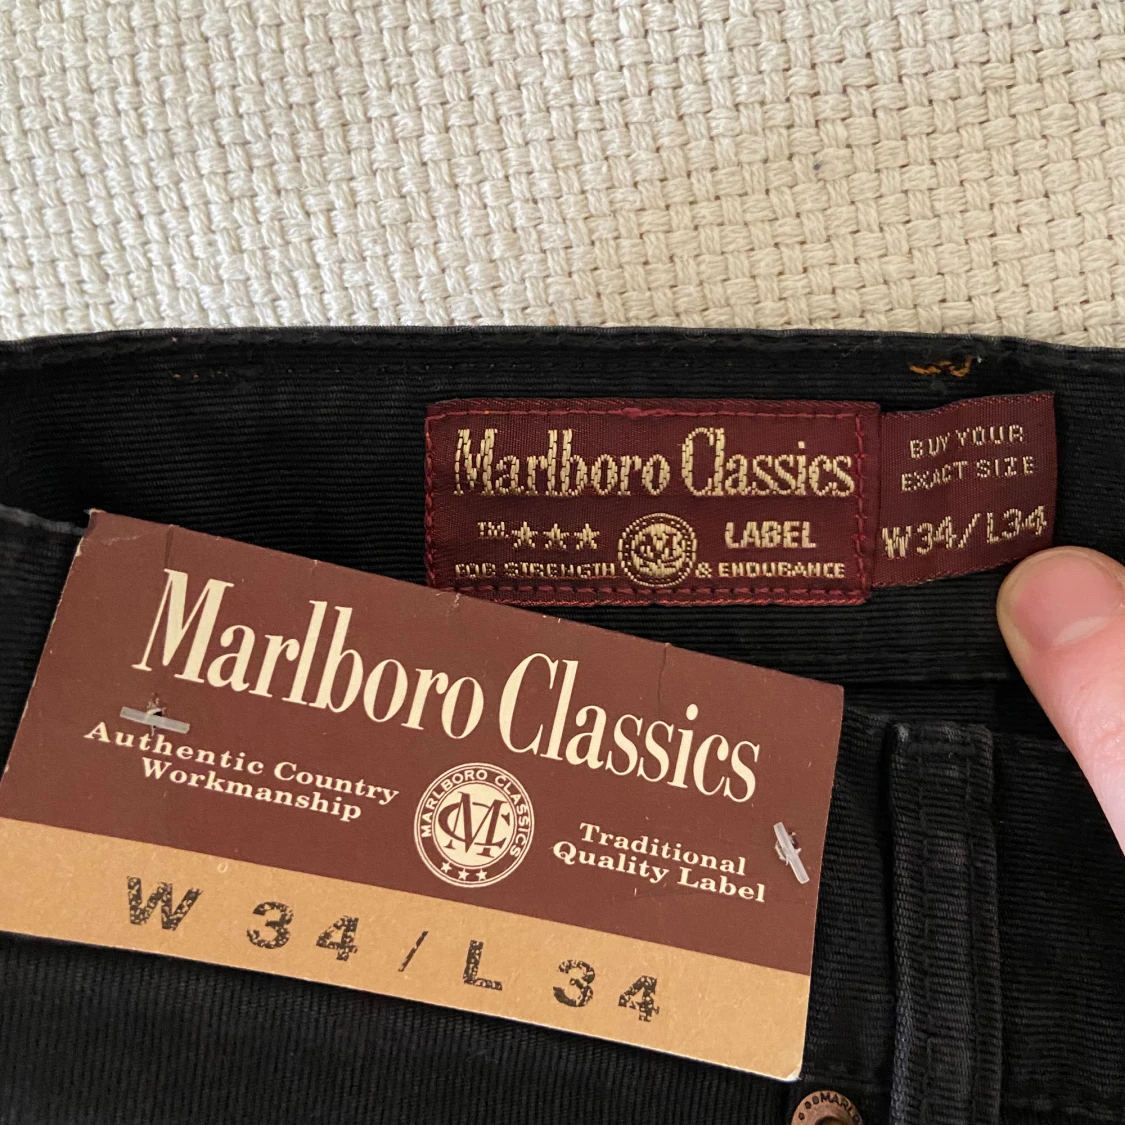 Marlboro Classics
TM ★★★ LABEL
FOR STRENGTH & ENDURANCE
BUY YOUR
EXACT SIZE
W34/L34
Marlboro Classics
Authentic Country
Workmanship
MARLBORO CLASSICS
MC
★★★
Traditional
Quality Label
W 34 / L 34